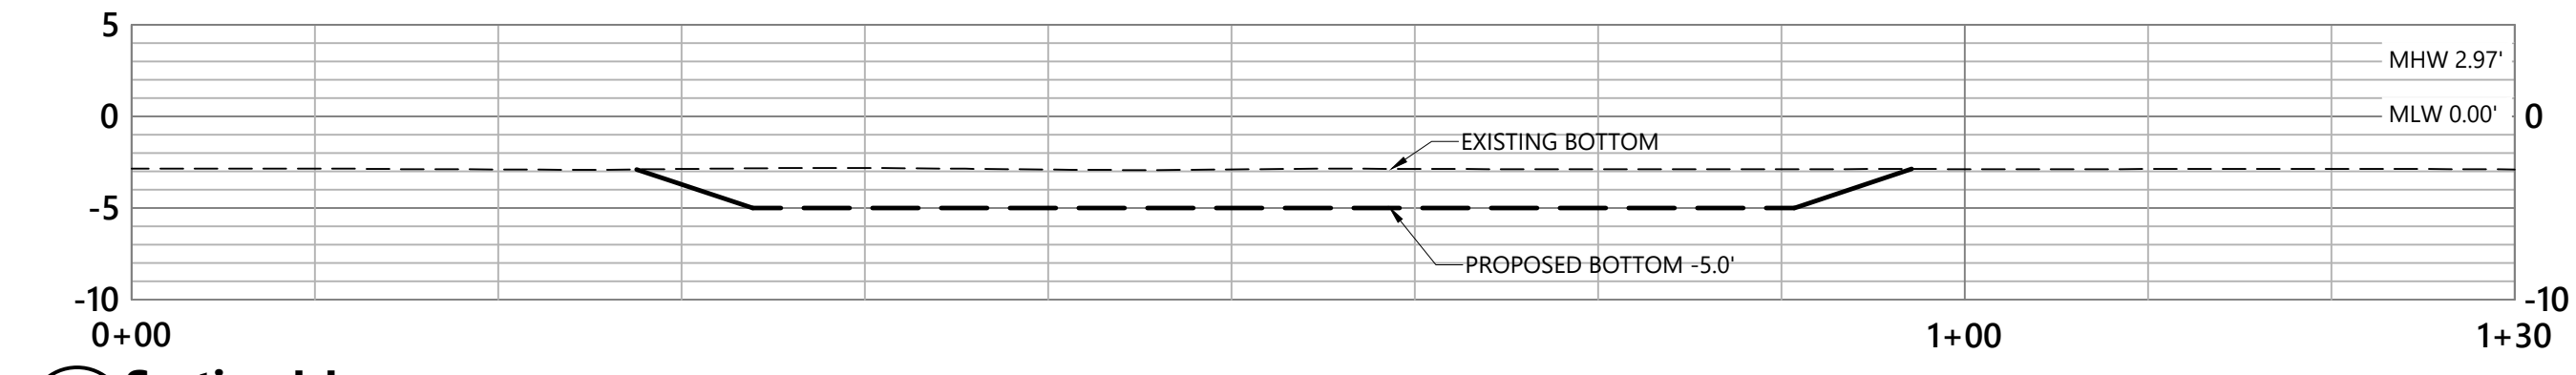 5
MHW 2.97'
0
MLW 0.00'
0
EXISTING BOTTOM
-5
PROPOSED BOTTOM -5.0'
-10
-10
0+00
1+00
1+30